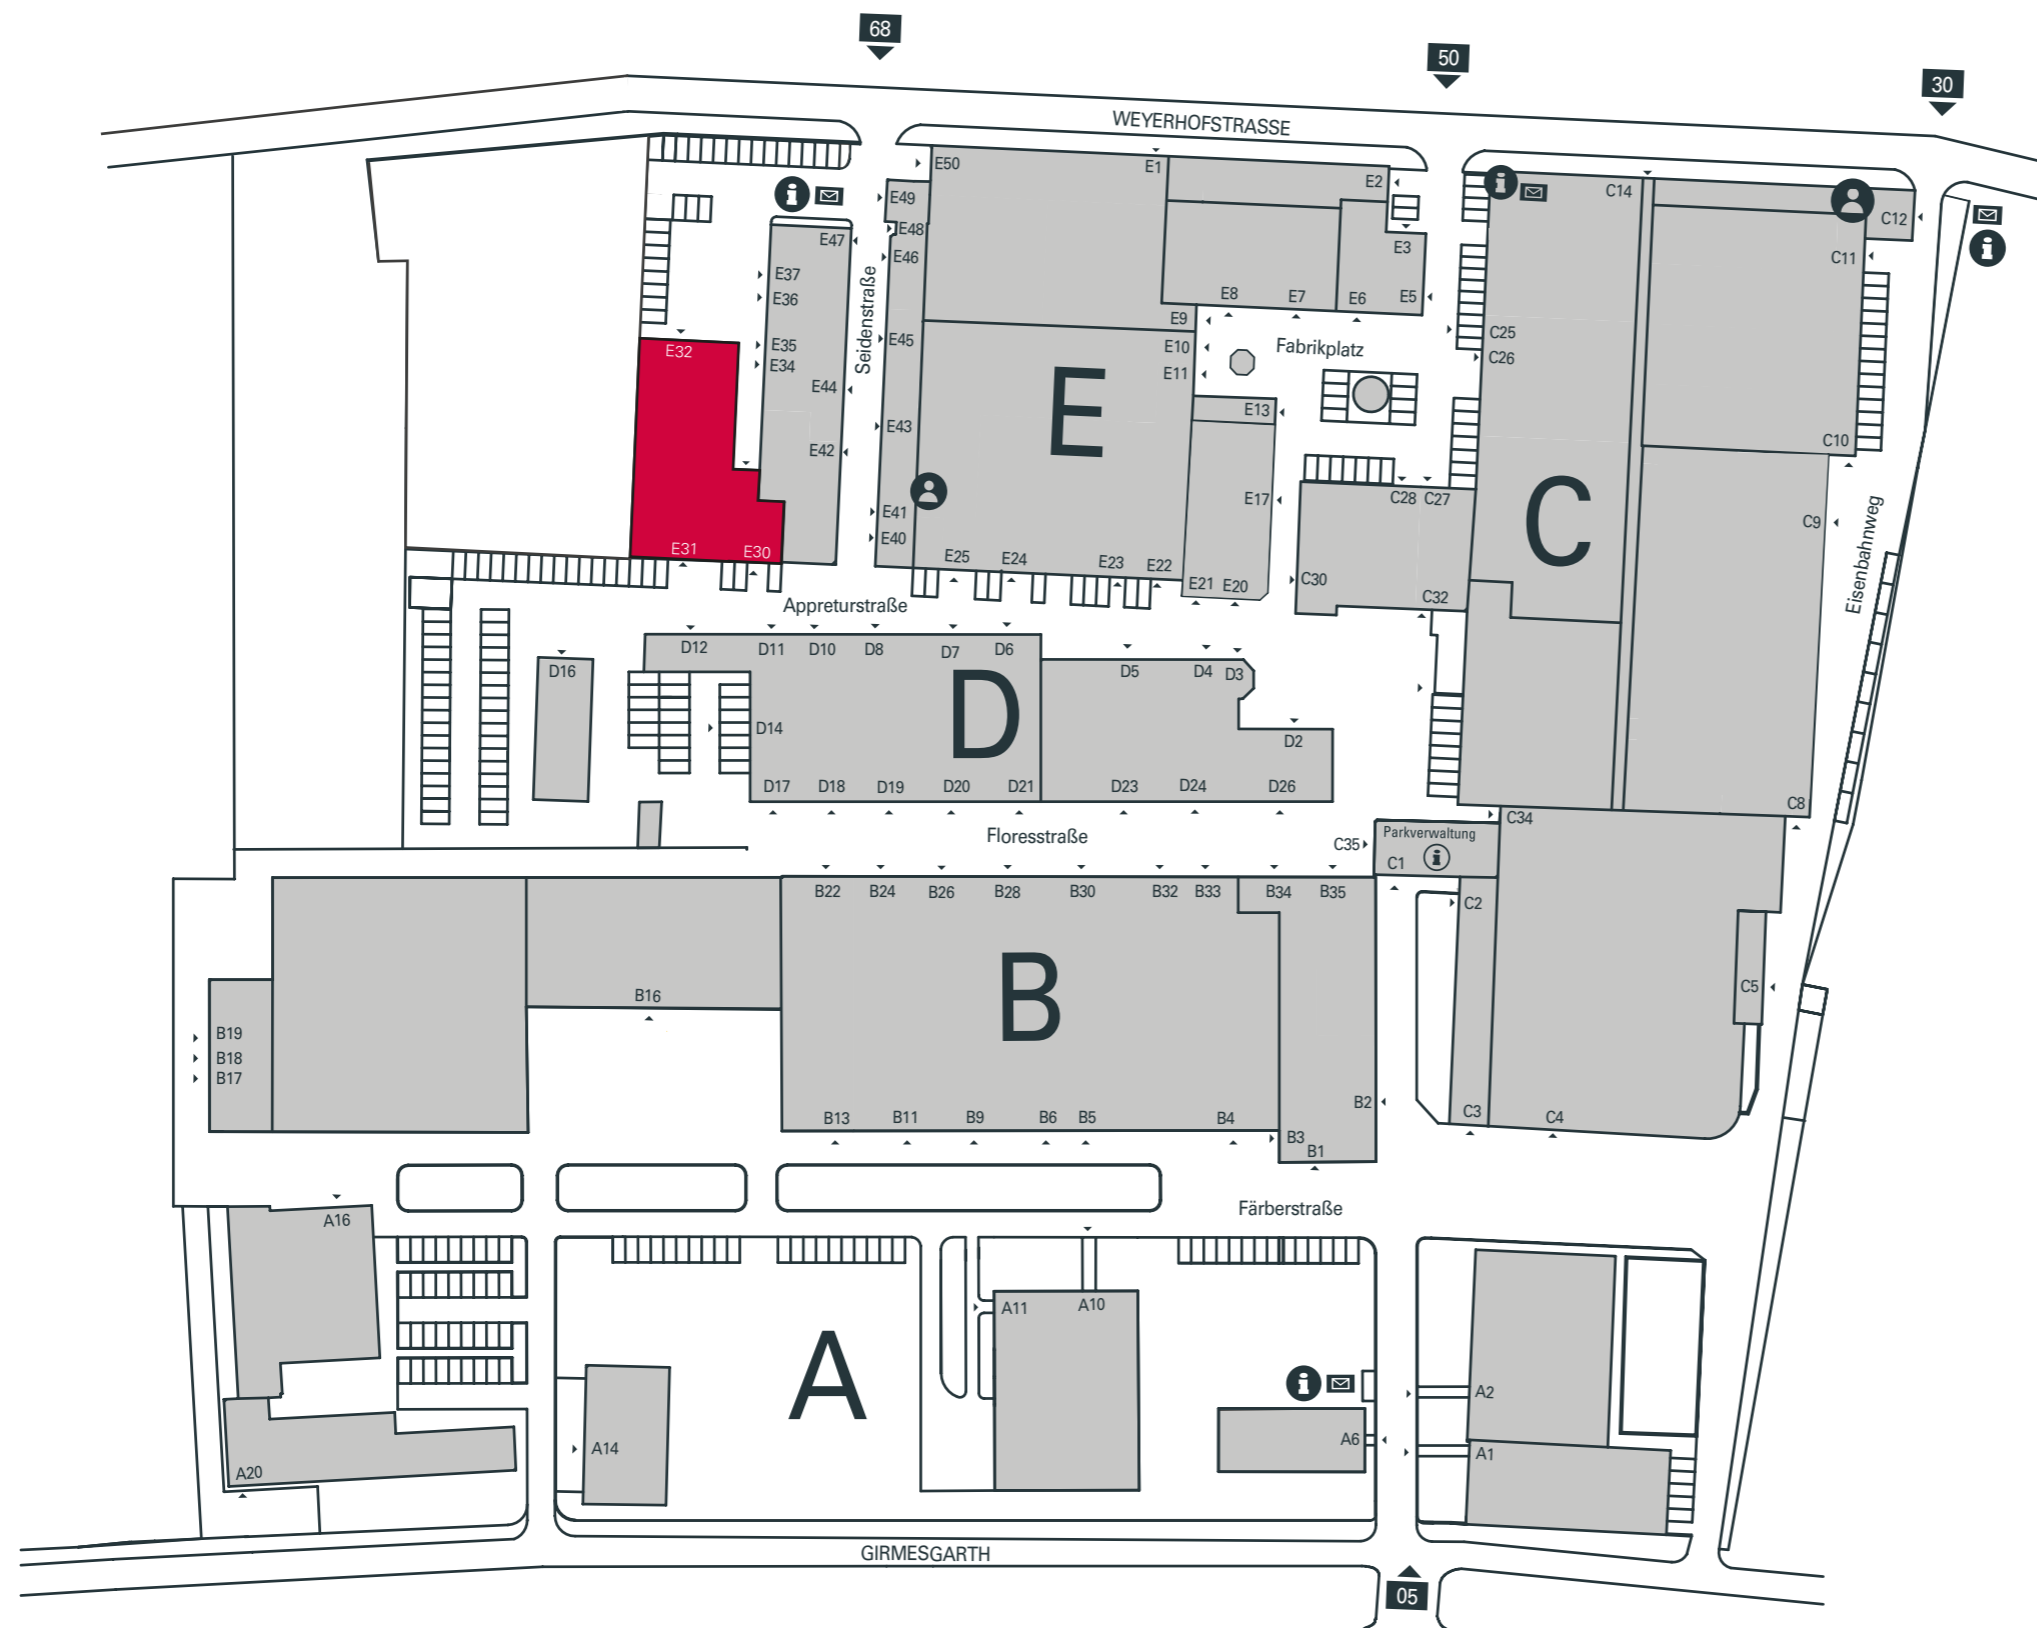 68
50
30
WEYERHOFSTRASSE
E50
E1
E2
C14
C12
E49
E48
E47
E46
E3
C11
E37
E36
E8
E7
E6
E5
E9
Seidenstraße
E45
E10
E11
Fabrikplatz
C25
C26
E32
E35
E34
E44
E
E13
E43
E42
C10
E17
C28
C27
C
C9
E41
E40
Eisenbahnweg
E31
E30
E25
E24
E23
E22
E21
E20
C30
C32
Appreturstraße
D12
D11
D10
D8
D7
D6
D16
D5
D4
D3
D
D14
D2
D17
D18
D19
D20
D21
D23
D24
D26
C8
C34
Floresstraße
C35
Parkverwaltung
C1
B22
B24
B26
B28
B30
B32
B33
B34
B35
C2
B
B16
C5
B19
B18
B17
B13
B11
B9
B6
B5
B4
B2
B3
B1
C3
C4
Färberstraße
A16
A11
A10
A
A2
A14
A6
A1
A20
GIRMESGARTH
05